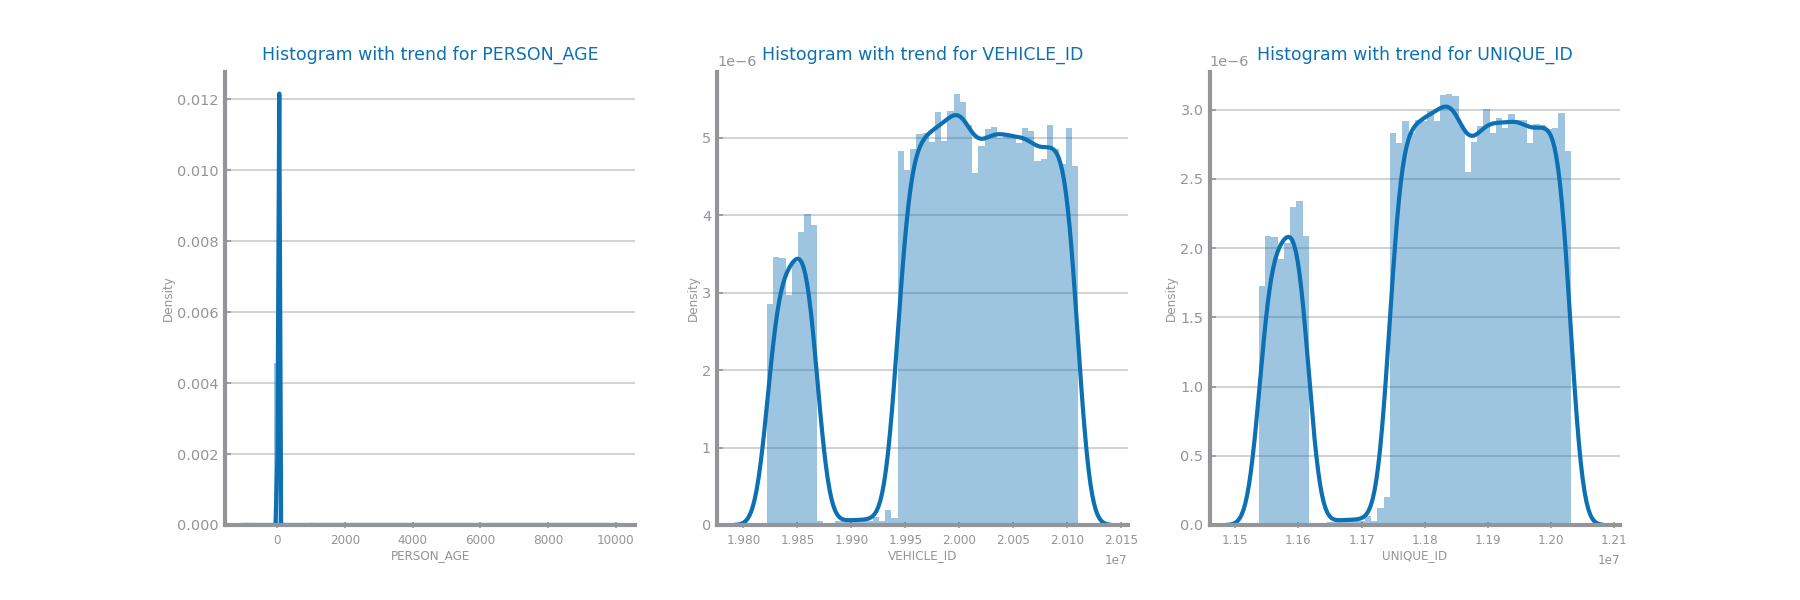 Histogram with trend for PERSON_AGE
0.012
0.010
0.008
0.006
0.004
0.002
0.000
Density
0 2000 4000 6000 8000 10000
PERSON_AGE
Histogram with trend for VEHICLE_ID
1e−6
5
4
3
2
1
0
Density
1.980 1.985 1.990 1.995 2.000 2.005 2.010 2.015
VEHICLE_ID
1e7
Histogram with trend for UNIQUE_ID
1e−6
3.0
2.5
2.0
1.5
1.0
0.5
0.0
Density
1.15 1.16 1.17 1.18 1.19 1.20 1.21
UNIQUE_ID
1e7